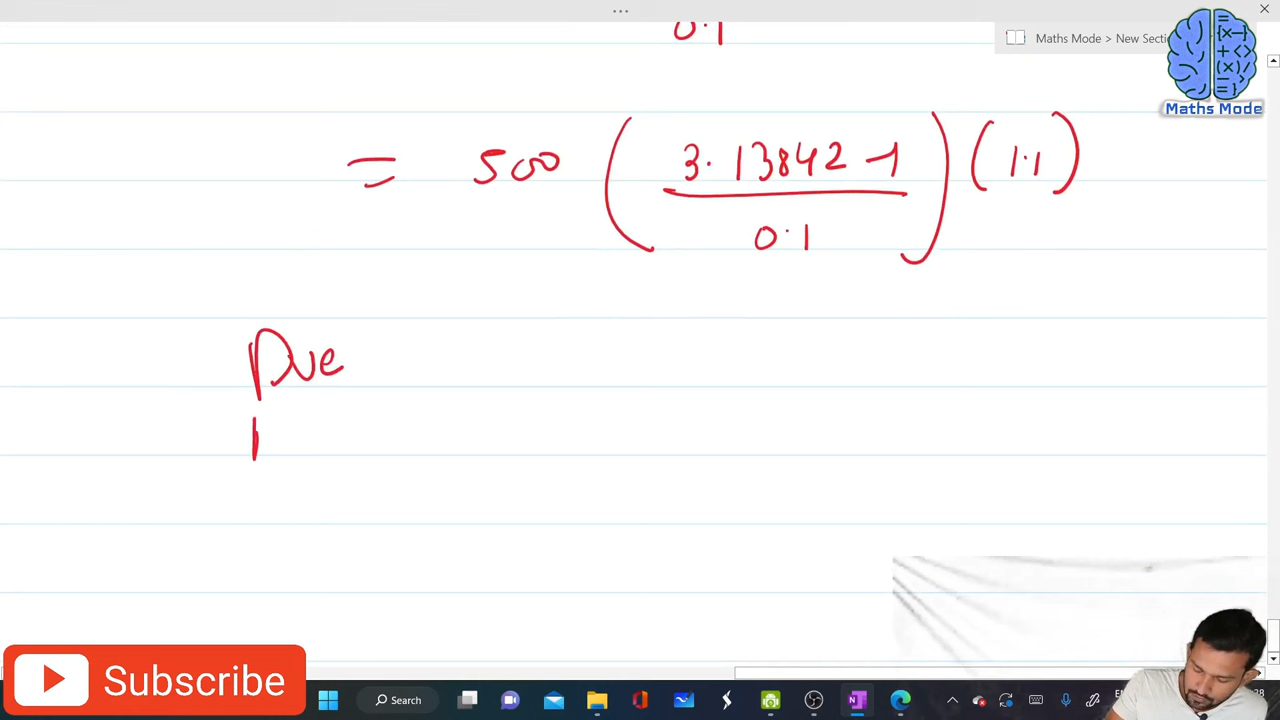 0.1
Maths Mode > New Secti
Maths Mode
= 500 ( 3.13842 - 1 / 0.1 ) (1.1)
Due
Subscribe
Search